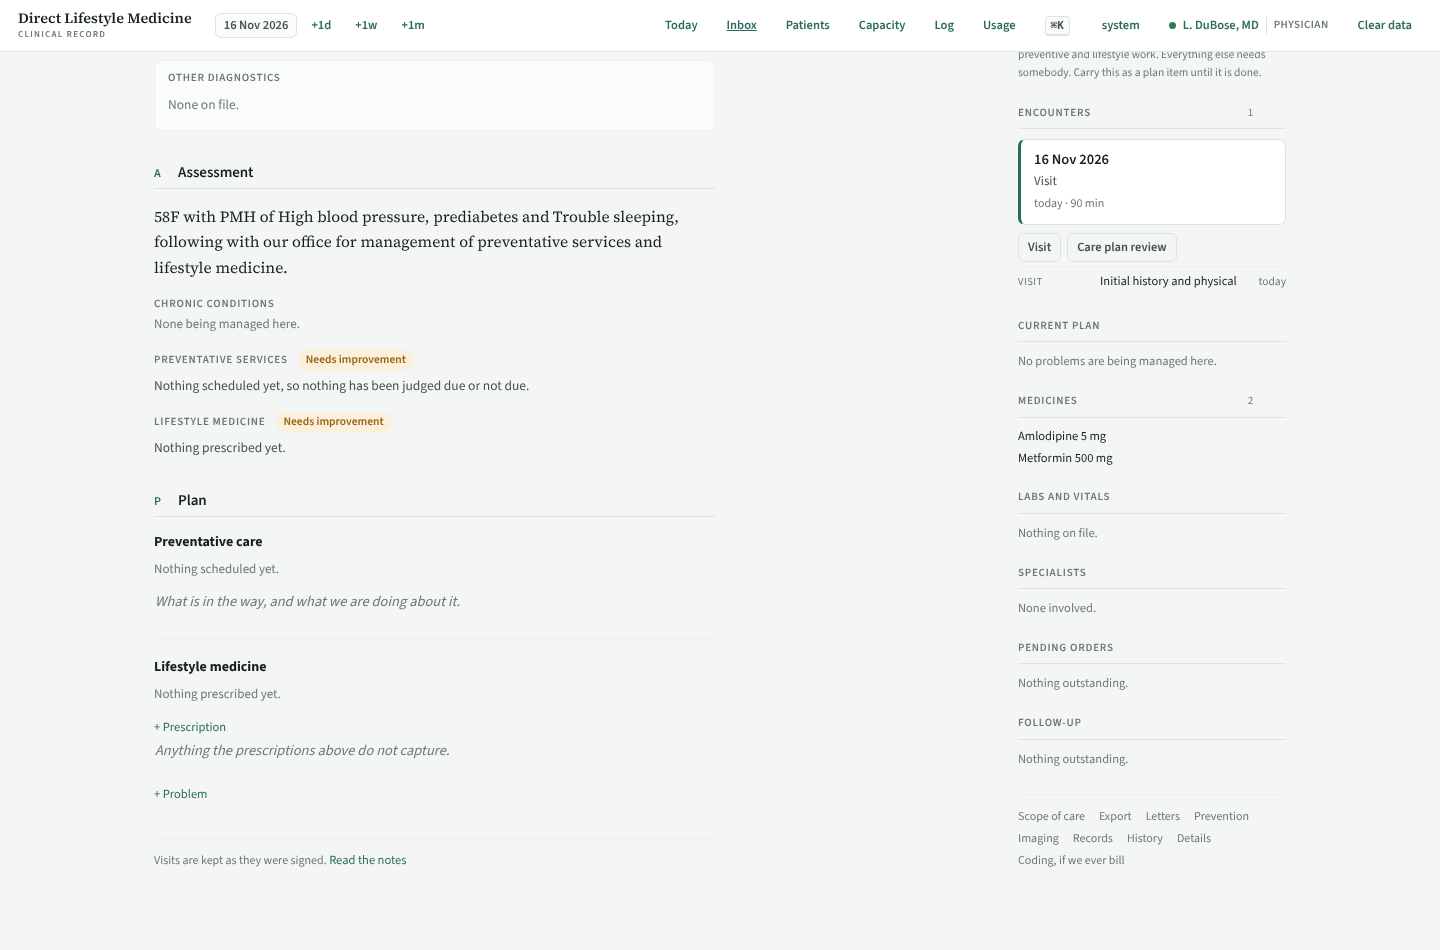 Direct Lifestyle Medicine
CLINICAL RECORD
16 Nov 2026 +1d +1w +1m
Today Inbox Patients Capacity Log Usage ⌘K system L. DuBose, MD PHYSICIAN Clear data
OTHER DIAGNOSTICS
None on file.
A Assessment
58F with PMH of High blood pressure, prediabetes and Trouble sleeping,
following with our office for management of preventative services and
lifestyle medicine.
CHRONIC CONDITIONS
None being managed here.
PREVENTATIVE SERVICES Needs improvement
Nothing scheduled yet, so nothing has been judged due or not due.
LIFESTYLE MEDICINE Needs improvement
Nothing prescribed yet.
P Plan
Preventative care
Nothing scheduled yet.
What is in the way, and what we are doing about it.
Lifestyle medicine
Nothing prescribed yet.
+ Prescription
Anything the prescriptions above do not capture.
+ Problem
Visits are kept as they were signed. Read the notes
preventive and lifestyle work. Everything else needs
somebody. Carry this as a plan item until it is done.
ENCOUNTERS 1
16 Nov 2026
Visit
today · 90 min
Visit Care plan review
VISIT Initial history and physical today
CURRENT PLAN
No problems are being managed here.
MEDICINES 2
Amlodipine 5 mg
Metformin 500 mg
LABS AND VITALS
Nothing on file.
SPECIALISTS
None involved.
PENDING ORDERS
Nothing outstanding.
FOLLOW-UP
Nothing outstanding.
Scope of care Export Letters Prevention
Imaging Records History Details
Coding, if we ever bill